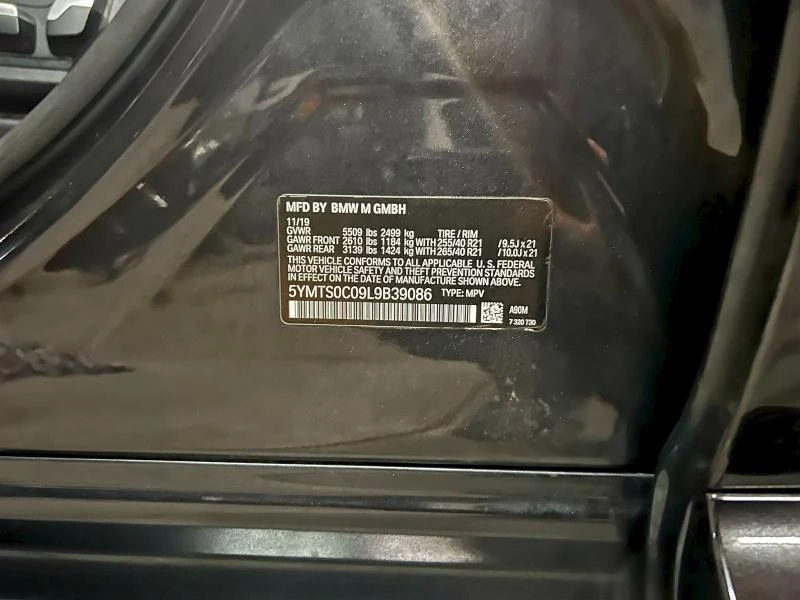 MFD BY BMW M GMBH
11/19
GVWR 5509 lbs 2499 kg TIRE / RIM
GAWR FRONT 2610 lbs 1184 kg WITH 255/40 R21 /9.5J x 21
GAWR REAR 3139 lbs 1424 kg WITH 265/40 R21 /10.0J x 21
THIS VEHICLE CONFORMS TO ALL APPLICABLE U.S. FEDERAL
MOTOR VEHICLE SAFETY AND THEFT PREVENTION STANDARDS
IN EFFECT ON THE DATE OF MANUFACTURE SHOWN ABOVE.
5YMTS0C09L9B39086 TYPE: MPV
A90M
7 320 730